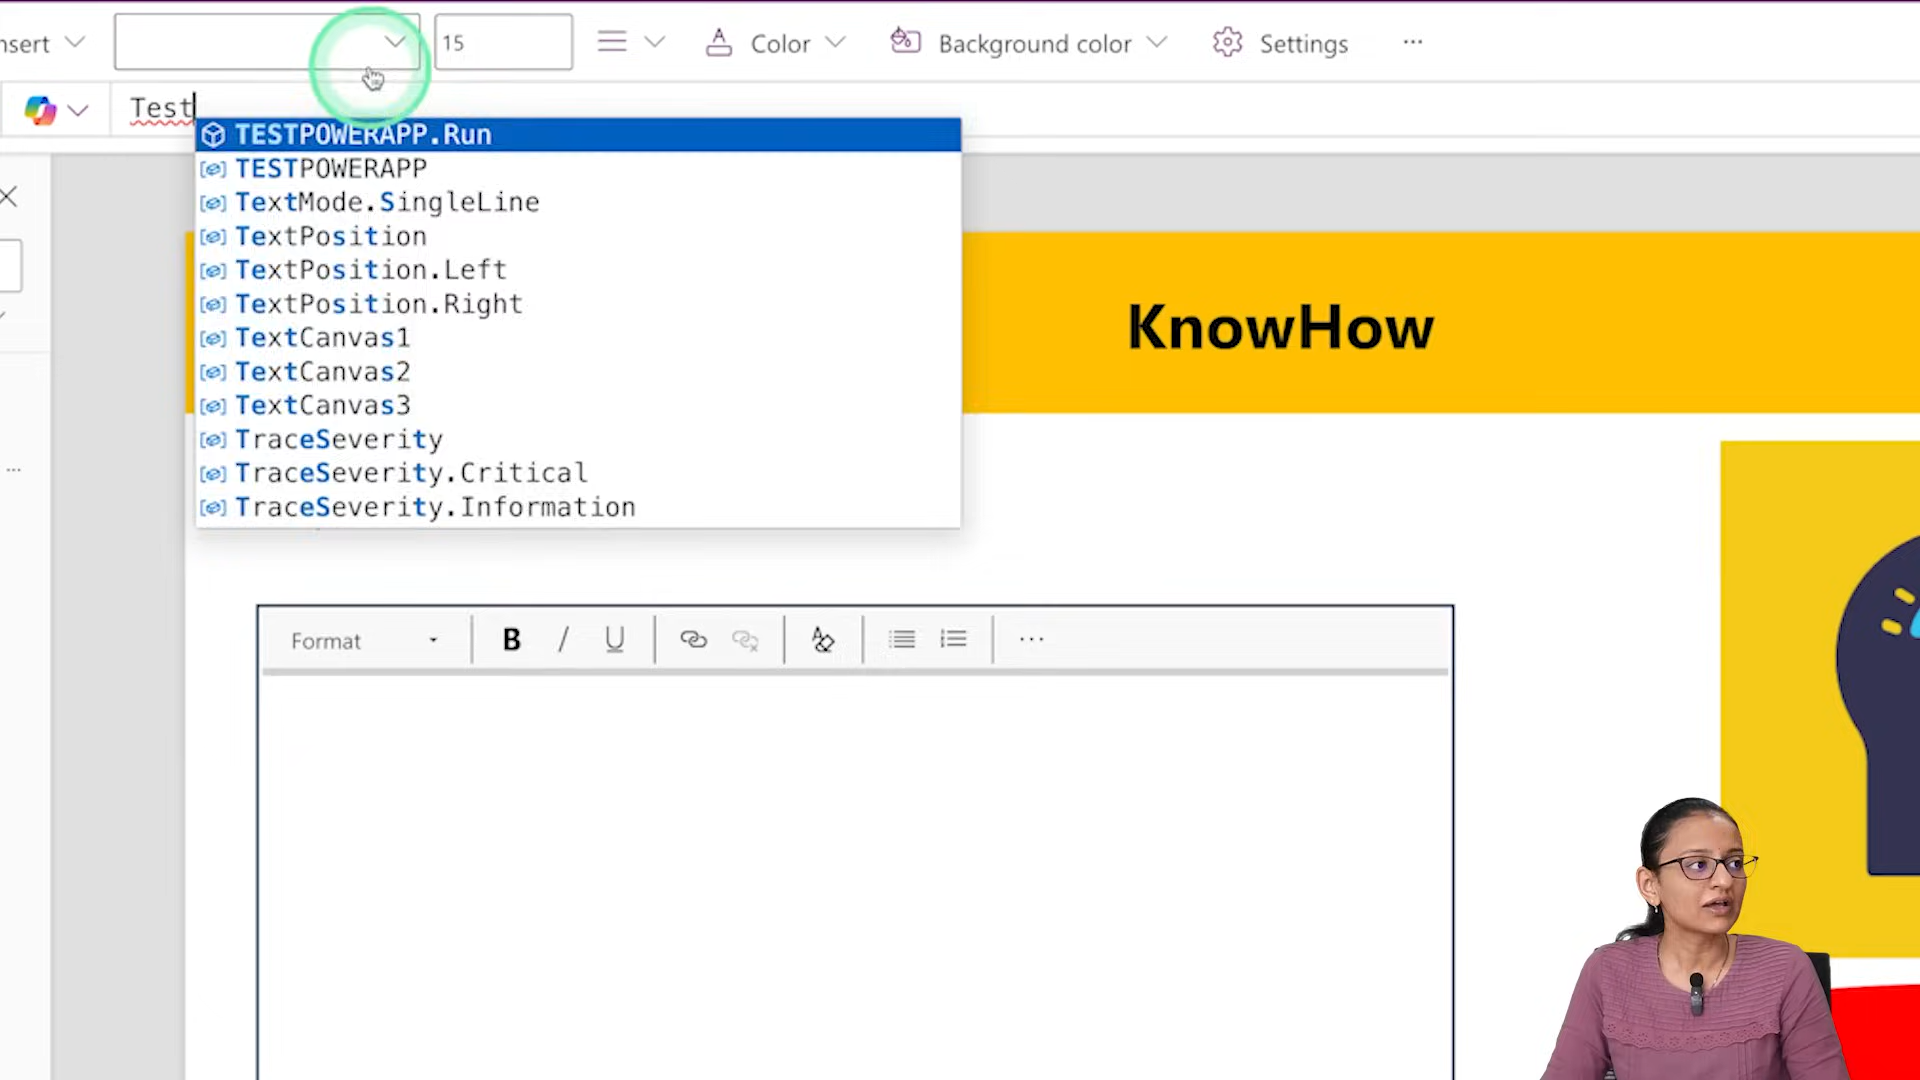 nsert
15
Color
Background color
Settings
...
Test
TESTPOWERAPP.Run
TESTPOWERAPP
TextMode.SingleLine
TextPosition
TextPosition.Left
TextPosition.Right
TextCanvas1
TextCanvas2
TextCanvas3
TraceSeverity
TraceSeverity.Critical
TraceSeverity.Information
KnowHow
Format
B
I
U
...